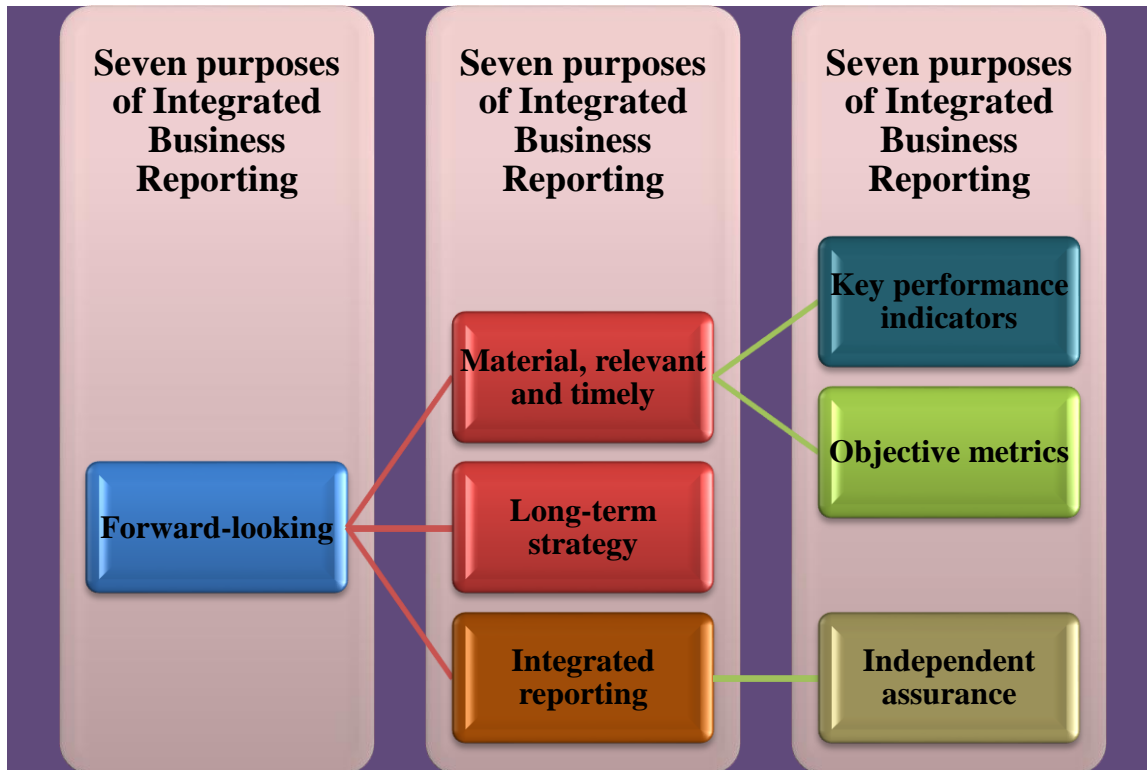 Seven purposes
of Integrated
Business
Reporting
Forward-looking
Seven purposes
of Integrated
Business
Reporting
Material, relevant
and timely
Long-term
strategy
Integrated
reporting
Seven purposes
of Integrated
Business
Reporting
Key performance
indicators
Objective metrics
Independent
assurance